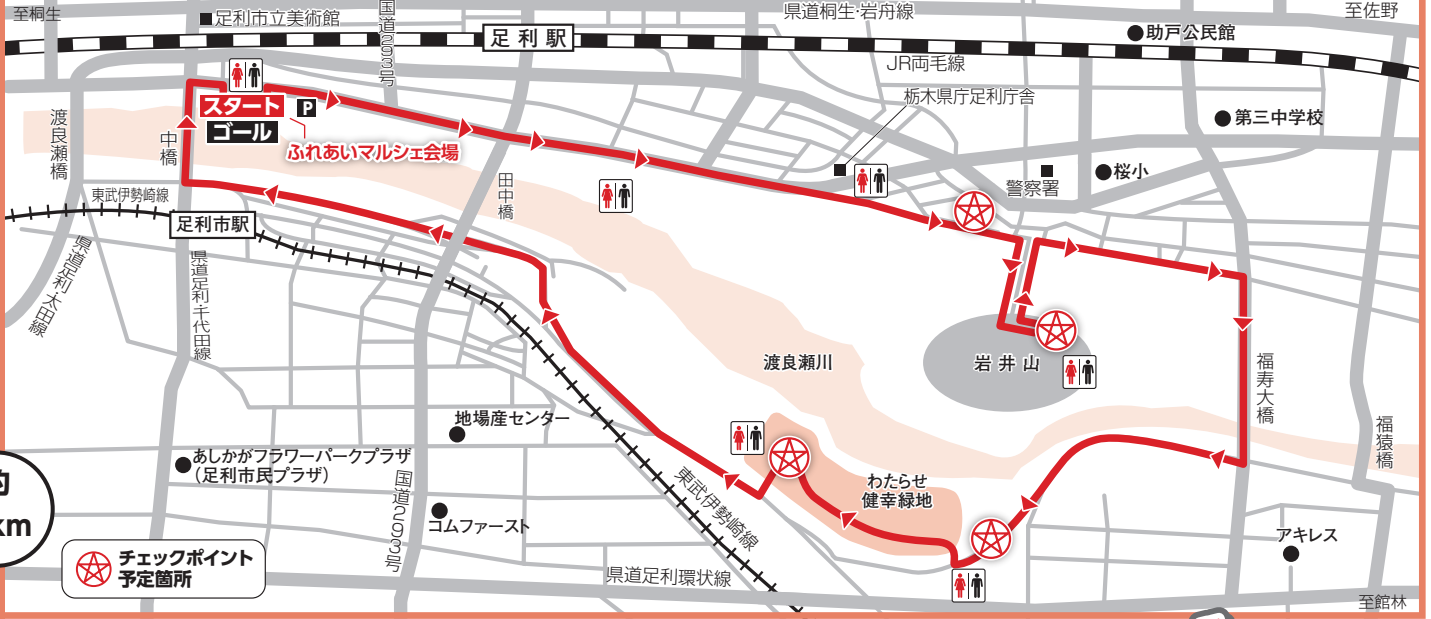 至桐生
足利市立美術館
国道293号
県道桐生・岩舟線
至佐野
足利駅
助戸公民館
JR両毛線
栃木県庁足利庁舎
第三中学校
スタート
P
ゴール
ふれあいマルシェ会場
渡良瀬橋
中橋
田中橋
警察署
桜小
東武伊勢崎線
足利市駅
県道足利・太田線
県道足利・千代田線
渡良瀬川
岩井山
福寿大橋
福猿橋
地場産センター
あしかがフラワーパークプラザ
(足利市民プラザ)
国道293号
コムファースト
東武伊勢崎線
わたらせ
健幸緑地
アキレス
km
チェックポイント
予定箇所
県道足利環状線
至館林